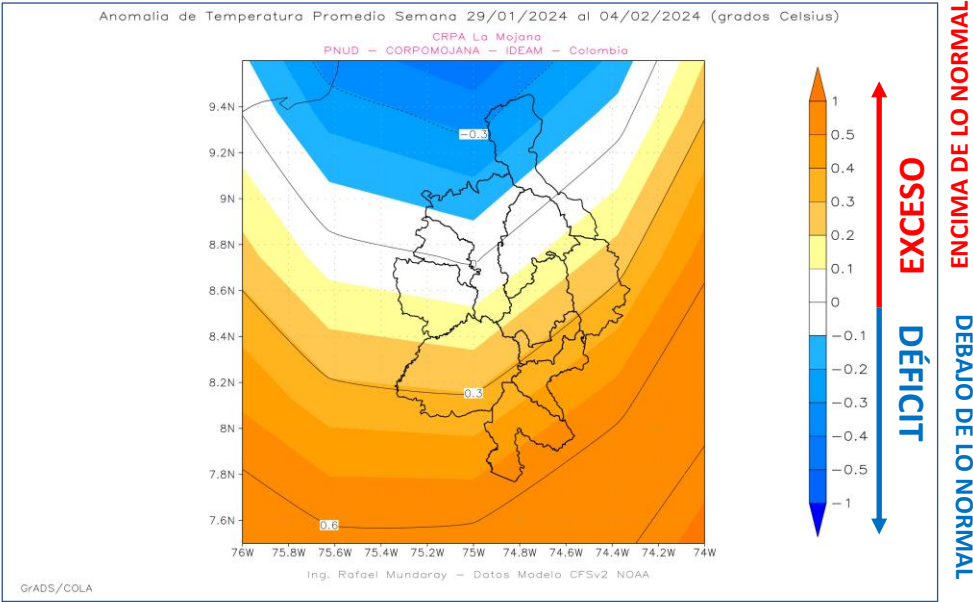 Anomalia de Temperatura Promedio Semana 29/01/2024 al 04/02/2024 (grados Celsius)
CRPA La Mojana
PNUD – CORPOMOJANA – IDEAM – Colombia
9.4N
9.2N
9N
8.8N
8.6N
8.4N
8.2N
8N
7.8N
7.6N
76W 75.8W 75.6W 75.4W 75.2W 75W 74.8W 74.6W 74.4W 74.2W 74W
−0.3
0
0.3
0.6
1
0.5
0.4
0.3
0.2
0.1
0
−0.1
−0.2
−0.3
−0.4
−0.5
−1
EXCESO
DÉFICIT
ENCIMA DE LO NORMAL
DEBAJO DE LO NORMAL
Ing. Rafael Mundaray – Datos Modelo CFSv2 NOAA
GrADS/COLA